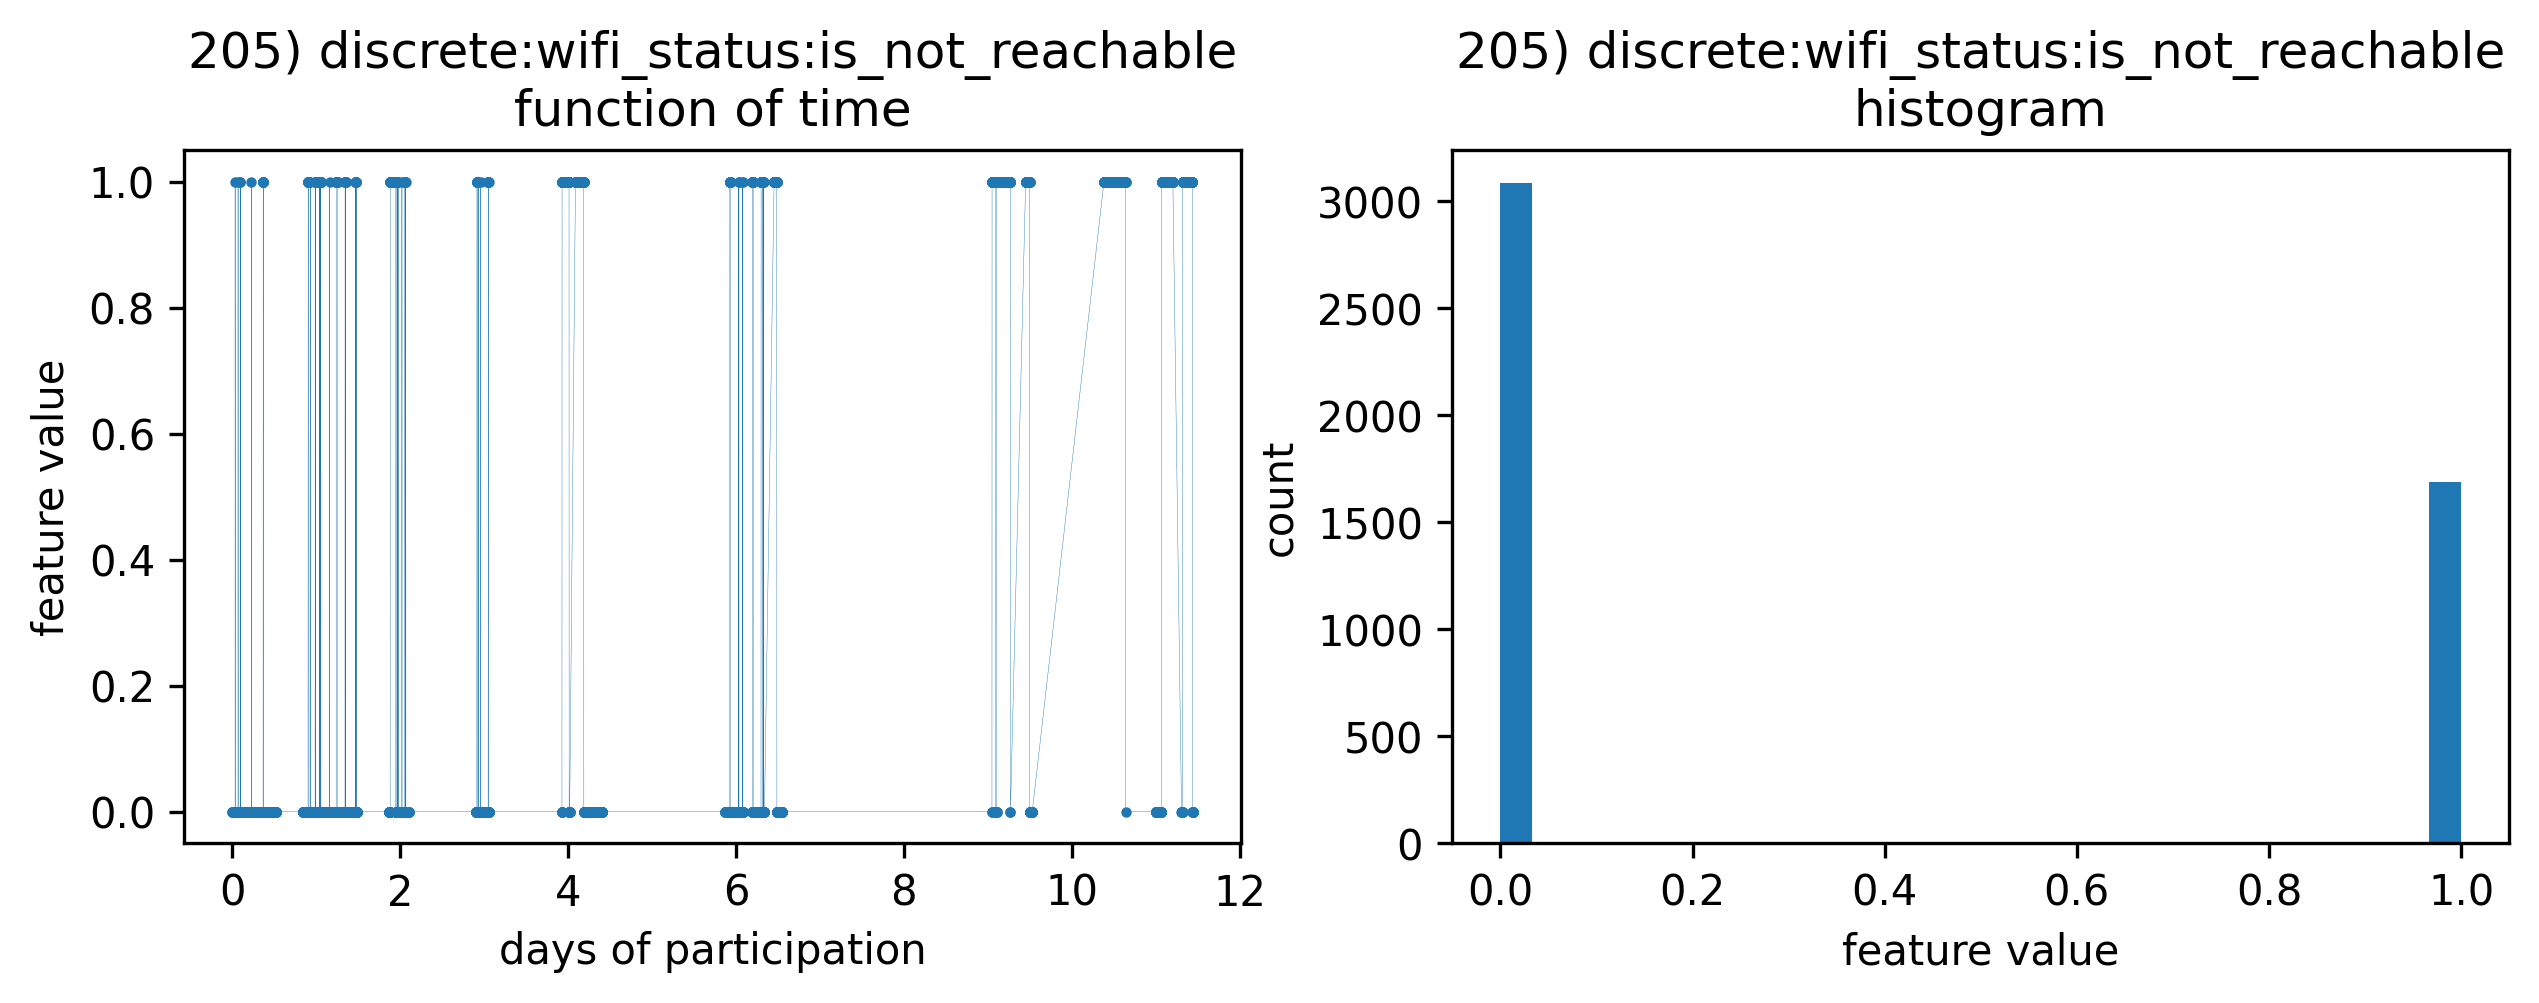 205) discrete:wifi_status:is_not_reachable
function of time
1.0
0.8
0.6
0.4
0.2
0.0
feature value
0 2 4 6 8 10 12
days of participation
205) discrete:wifi_status:is_not_reachable
histogram
3000
2500
2000
1500
1000
500
0
count
0.0 0.2 0.4 0.6 0.8 1.0
feature value